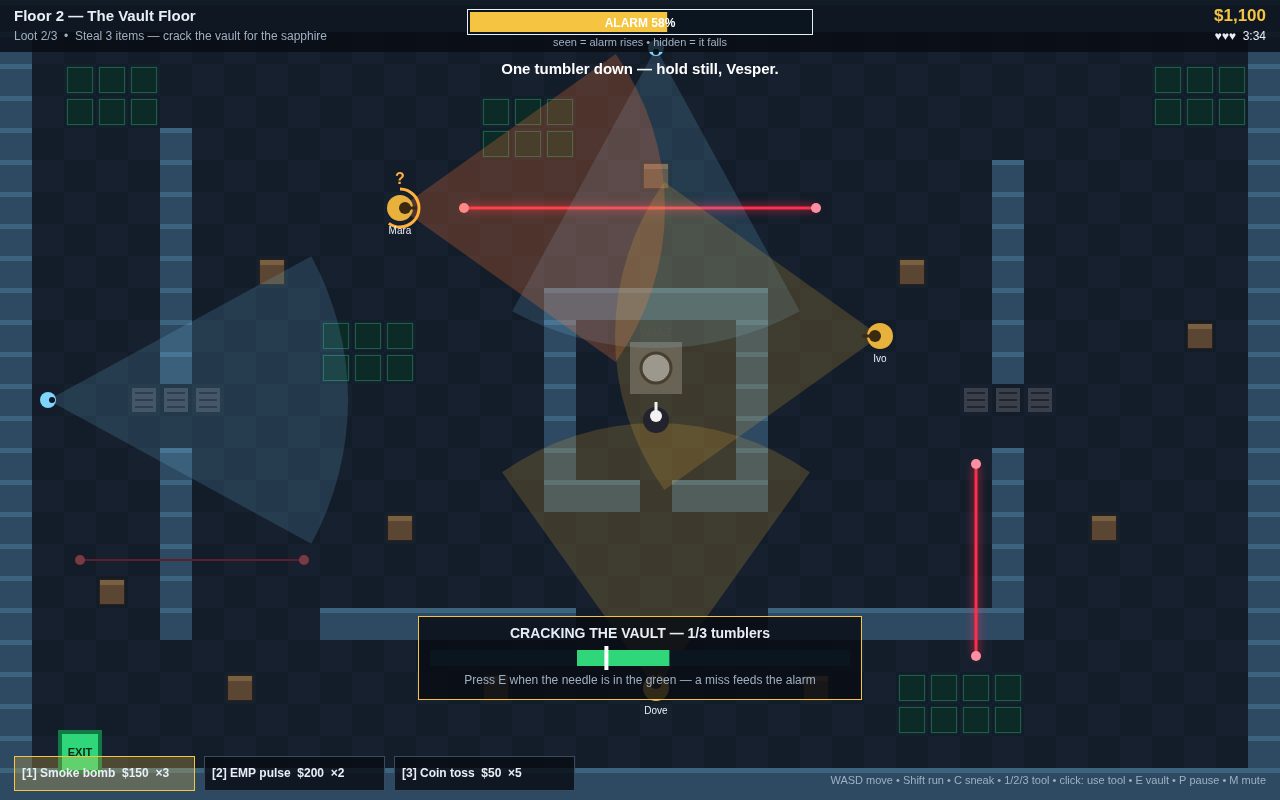 Floor 2 — The Vault Floor
Loot 2/3 • Steal 3 items — crack the vault for the sapphire
ALARM 58%
seen = alarm rises • hidden = it falls
$1,100
♥♥♥ 3:34
One tumbler down — hold still, Vesper.
?
Mara
Ivo
CRACKING THE VAULT — 1/3 tumblers
Press E when the needle is in the green — a miss feeds the alarm
Dove
EXIT
[1] Smoke bomb $150 ×3
[2] EMP pulse $200 ×2
[3] Coin toss $50 ×5
WASD move • Shift run • C sneak • 1/2/3 tool • click: use tool • E vault • P pause • M mute